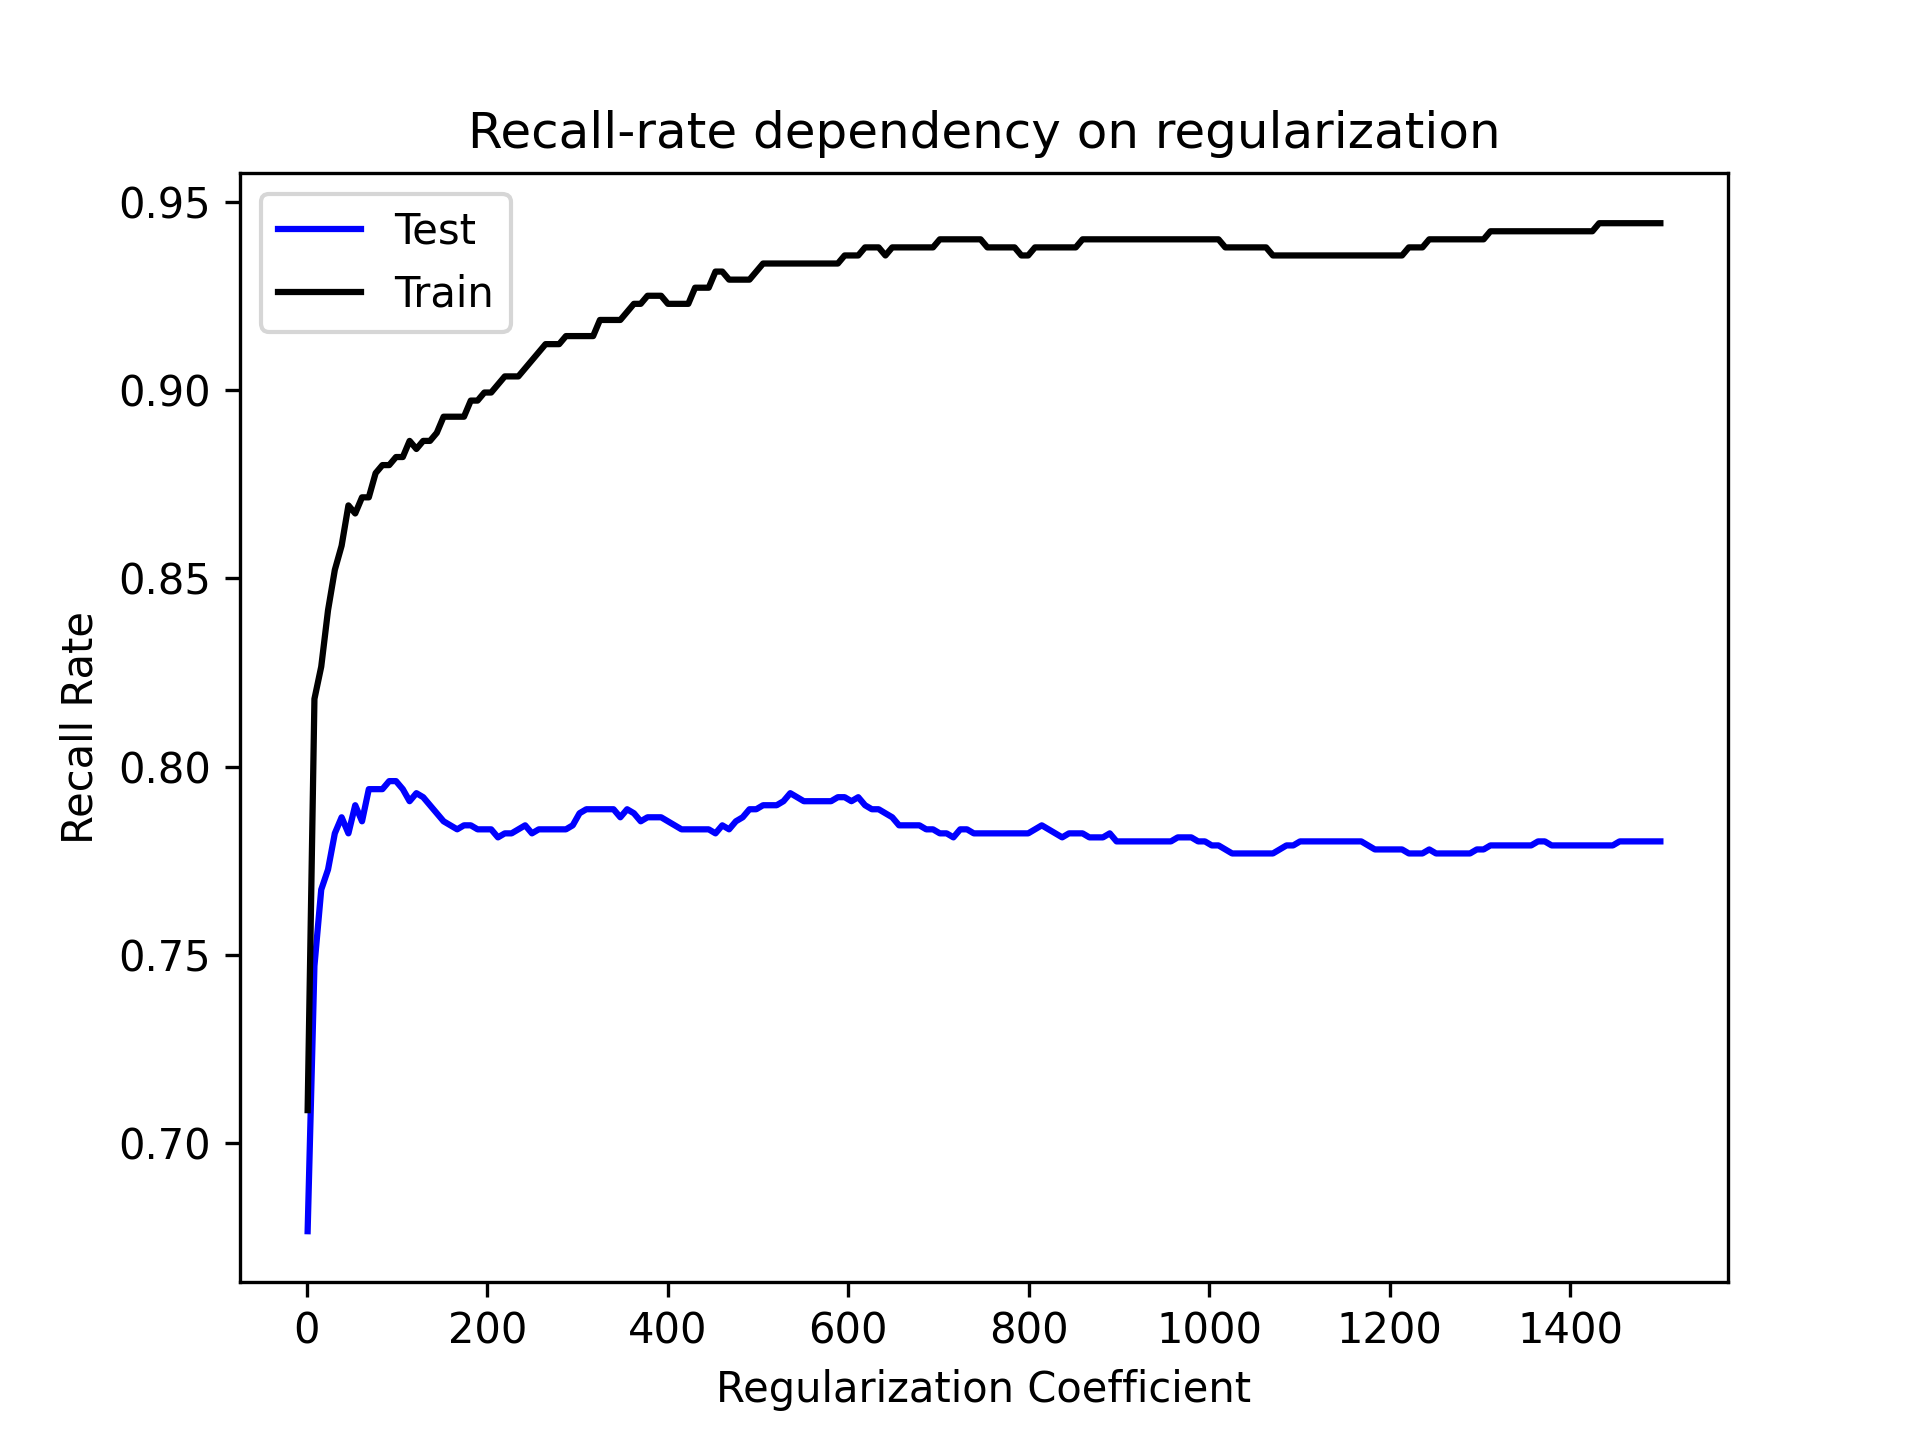 Recall-rate dependency on regularization
Test
Train
0.95
0.90
0.85
0.80
0.75
0.70
Recall Rate
0 200 400 600 800 1000 1200 1400
Regularization Coefficient